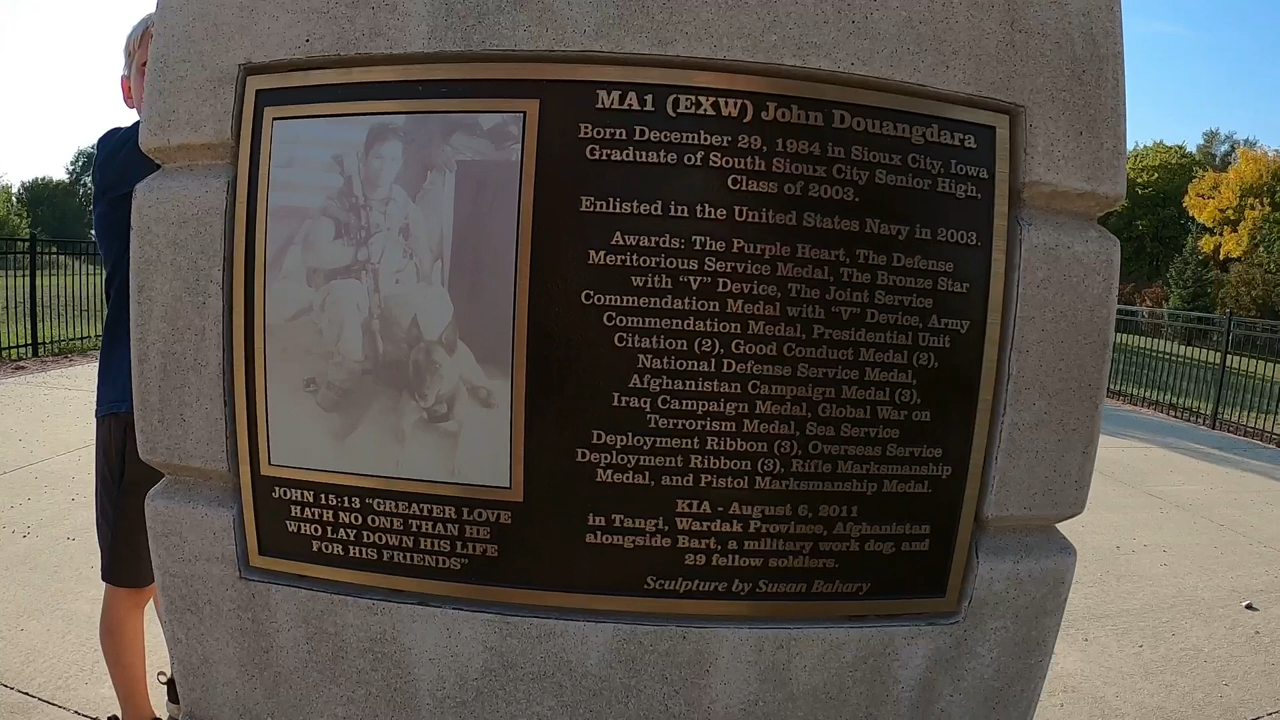 MA1 (EXW) John Douangdara
Born December 29, 1984 in Sioux City, Iowa
Graduate of South Sioux City Senior High,
Class of 2003.
Enlisted in the United States Navy in 2003.
Awards: The Purple Heart, The Defense
Meritorious Service Medal, The Bronze Star
with “V” Device, The Joint Service
Commendation Medal with “V” Device, Army
Commendation Medal, Presidential Unit
Citation (2), Good Conduct Medal (2),
National Defense Service Medal,
Afghanistan Campaign Medal (3),
Iraq Campaign Medal, Global War on
Terrorism Medal, Sea Service
Deployment Ribbon (3), Overseas Service
Deployment Ribbon (3), Rifle Marksmanship
Medal, and Pistol Marksmanship Medal.
KIA - August 6, 2011
in Tangi, Wardak Province, Afghanistan
alongside Bart, a military work dog, and
29 fellow soldiers.
Sculpture by Susan Bahary
JOHN 15:13 “GREATER LOVE
HATH NO ONE THAN HE
WHO LAY DOWN HIS LIFE
FOR HIS FRIENDS”